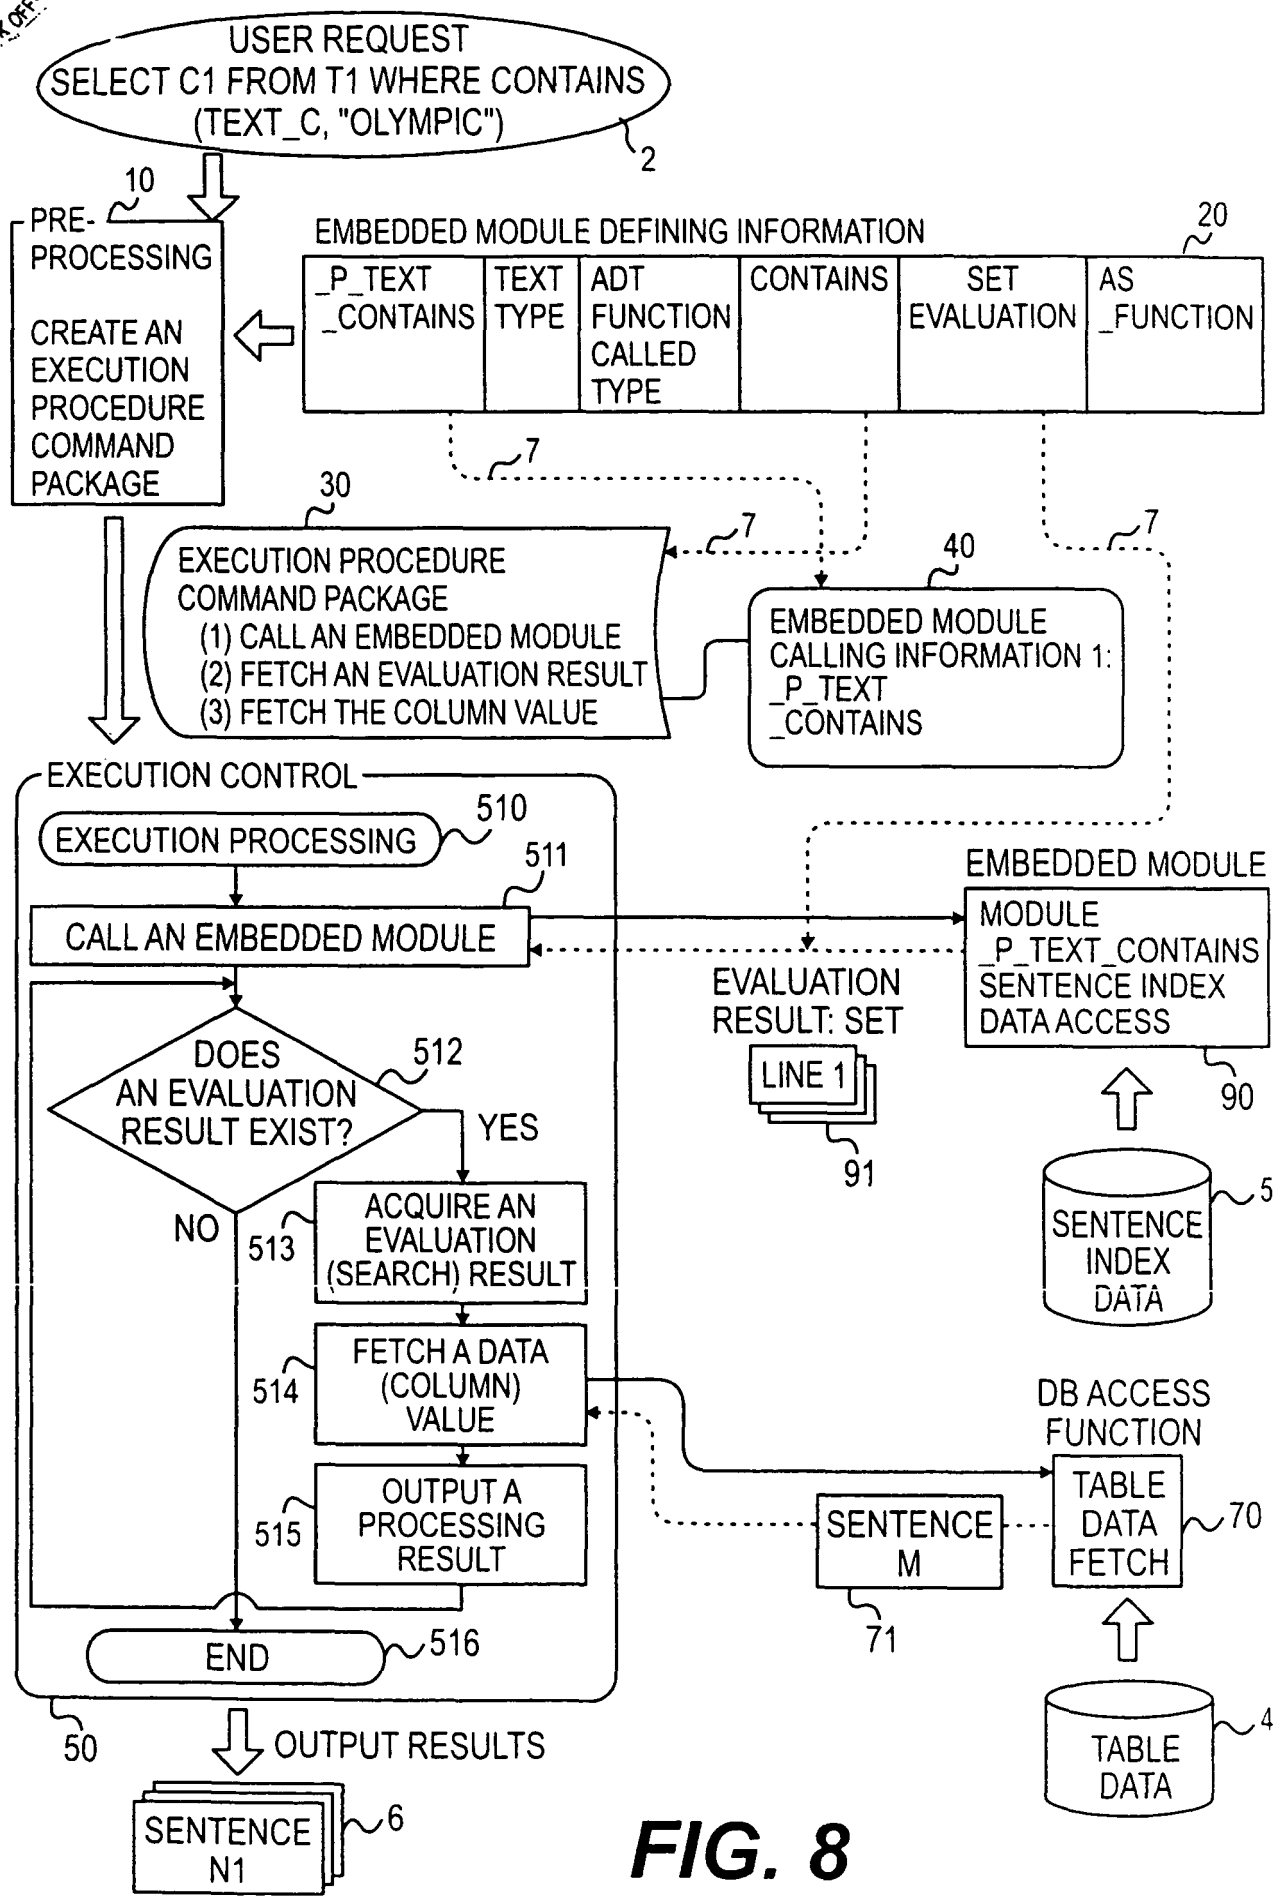 USER REQUEST
SELECT C1 FROM T1 WHERE CONTAINS
(TEXT_C, "OLYMPIC")
2
10
PRE-
PROCESSING
CREATE AN
EXECUTION
PROCEDURE
COMMAND
PACKAGE
EMBEDDED MODULE DEFINING INFORMATION
20
_P_TEXT
_CONTAINS
TEXT
TYPE
ADT
FUNCTION
CALLED
TYPE
CONTAINS
SET
EVALUATION
AS
_FUNCTION
7
7
7
30
EXECUTION PROCEDURE
COMMAND PACKAGE
(1) CALL AN EMBEDDED MODULE
(2) FETCH AN EVALUATION RESULT
(3) FETCH THE COLUMN VALUE
40
EMBEDDED MODULE
CALLING INFORMATION 1:
_P_TEXT
_CONTAINS
EXECUTION CONTROL
EXECUTION PROCESSING
510
511
CALL AN EMBEDDED MODULE
EMBEDDED MODULE
MODULE
_P_TEXT_CONTAINS
SENTENCE INDEX
DATA ACCESS
90
EVALUATION
RESULT: SET
LINE 1
91
DOES
AN EVALUATION
RESULT EXIST?
512
YES
NO
513
ACQUIRE AN
EVALUATION
(SEARCH) RESULT
5
SENTENCE
INDEX
DATA
514
FETCH A DATA
(COLUMN)
VALUE
DB ACCESS
FUNCTION
TABLE
DATA
FETCH
70
SENTENCE
M
71
515
OUTPUT A
PROCESSING
RESULT
END
516
50
OUTPUT RESULTS
4
TABLE
DATA
SENTENCE
N1
6
FIG. 8